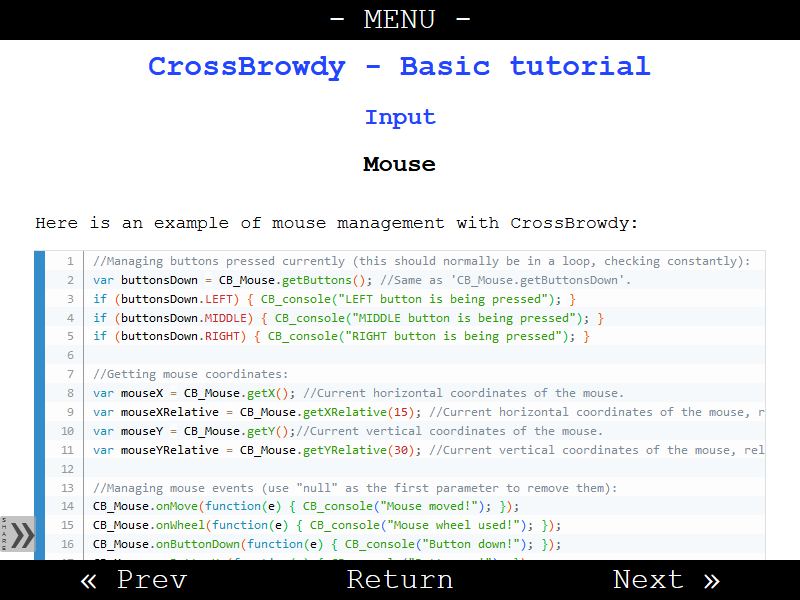 - MENU -
CrossBrowdy - Basic tutorial
Input
Mouse
Here is an example of mouse management with CrossBrowdy:
1 //Managing buttons pressed currently (this should normally be in a loop, checking constantly):
2 var buttonsDown = CB_Mouse.getButtons(); //Same as 'CB_Mouse.getButtonsDown'.
3 if (buttonsDown.LEFT) { CB_console("LEFT button is being pressed"); }
4 if (buttonsDown.MIDDLE) { CB_console("MIDDLE button is being pressed"); }
5 if (buttonsDown.RIGHT) { CB_console("RIGHT button is being pressed"); }
6
7 //Getting mouse coordinates:
8 var mouseX = CB_Mouse.getX(); //Current horizontal coordinates of the mouse.
9 var mouseXRelative = CB_Mouse.getXRelative(15); //Current horizontal coordinates of the mouse, r
10 var mouseY = CB_Mouse.getY();//Current vertical coordinates of the mouse.
11 var mouseYRelative = CB_Mouse.getYRelative(30); //Current vertical coordinates of the mouse, rel
12
13 //Managing mouse events (use "null" as the first parameter to remove them):
14 CB_Mouse.onMove(function(e) { CB_console("Mouse moved!"); });
15 CB_Mouse.onWheel(function(e) { CB_console("Mouse wheel used!"); });
16 CB_Mouse.onButtonDown(function(e) { CB_console("Button down!"); });
SHARE »
« Prev Return Next »